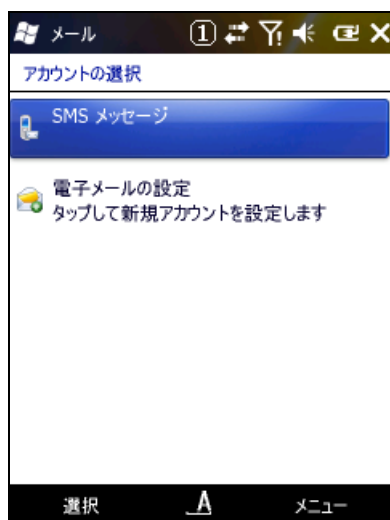 メール ①
アカウントの選択
SMS メッセージ
電子メールの設定
タップして新規アカウントを設定します
選択 A メニュー